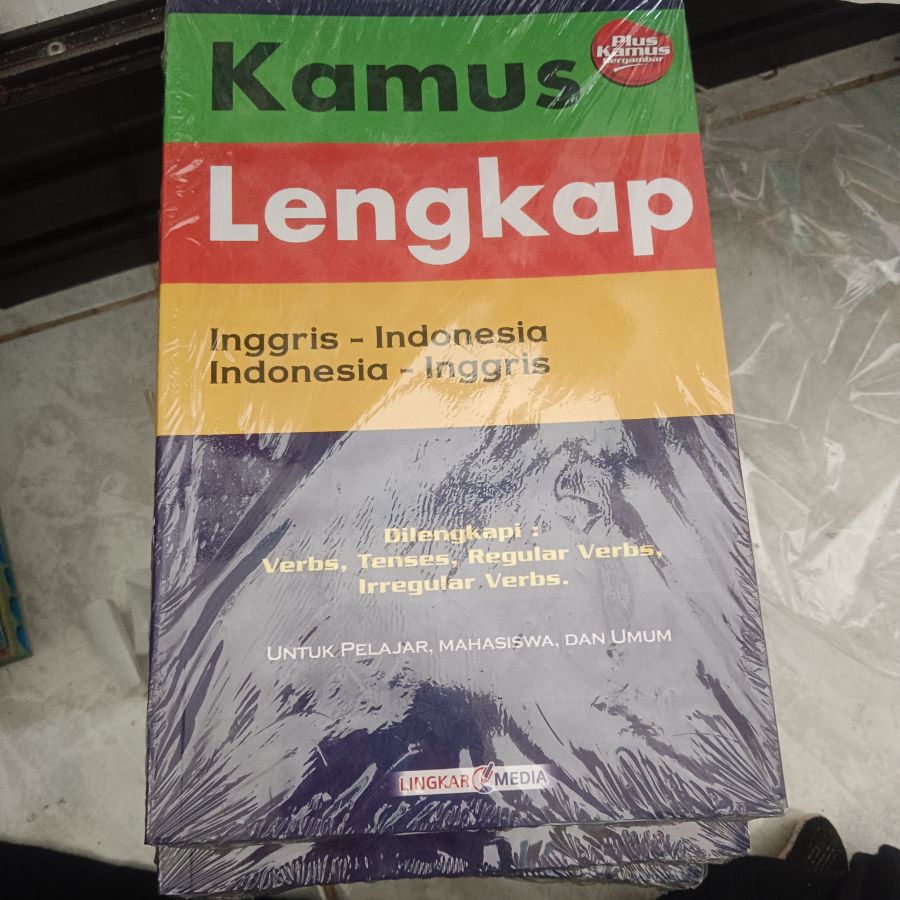 Kamus
Plus
Kamus
Bergambar
Lengkap
Inggris - Indonesia
Indonesia - Inggris
Dilengkapi :
Verbs, Tenses, Regular Verbs,
Irregular Verbs.
UNTUK PELAJAR, MAHASISWA, DAN UMUM
LINGKAR MEDIA